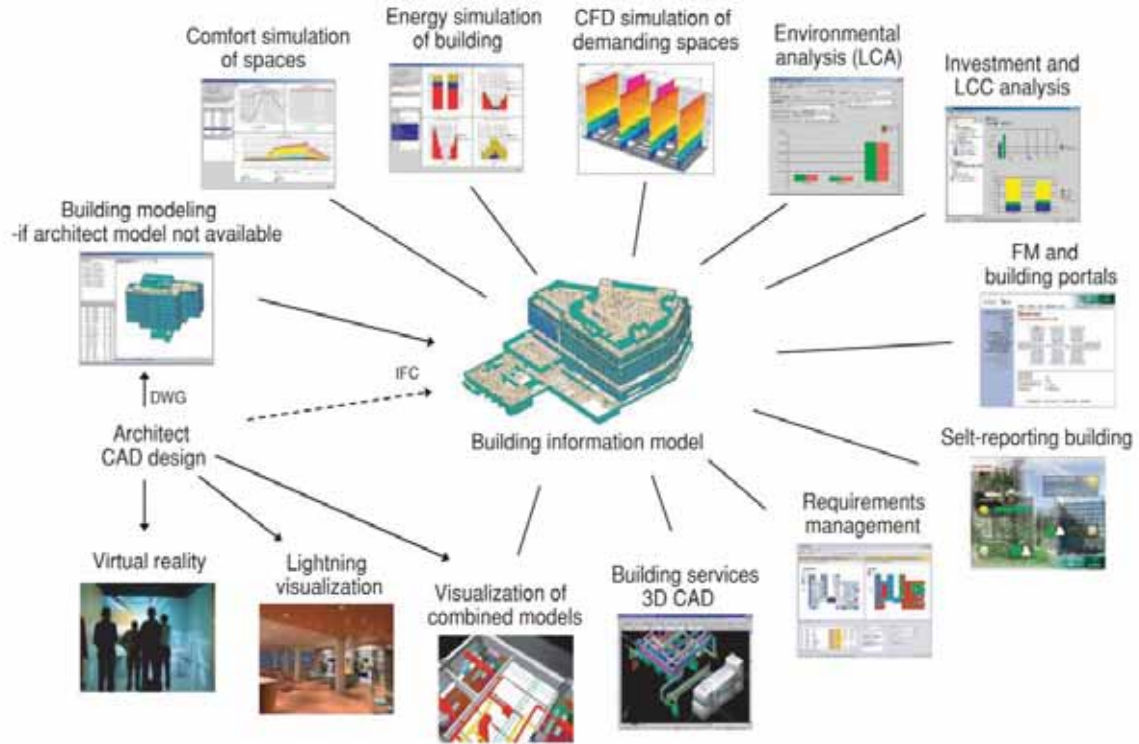 Comfort simulation
of spaces
Energy simulation
of building
CFD simulation of
demanding spaces
Environmental
analysis (LCA)
Investment and
LCC analysis
Building modeling
-if architect model not available
FM and
building portals
IFC
DWG
Architect
CAD design
Building information model
Selt-reporting building
Requirements
management
Virtual reality
Lightning
visualization
Visualization of
combined models
Building services
3D CAD